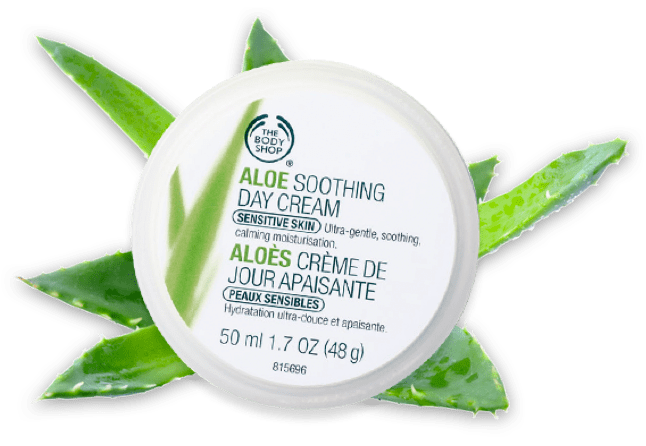 THE
BODY
SHOP
®
ALOE SOOTHING
DAY CREAM
SENSITIVE SKIN Ultra-gentle, soothing,
calming moisturisation.
ALOÈS CRÈME DE
JOUR APAISANTE
PEAUX SENSIBLES
Hydratation ultra-douce et apaisante.
50 ml 1.7 OZ (48 g)
815696